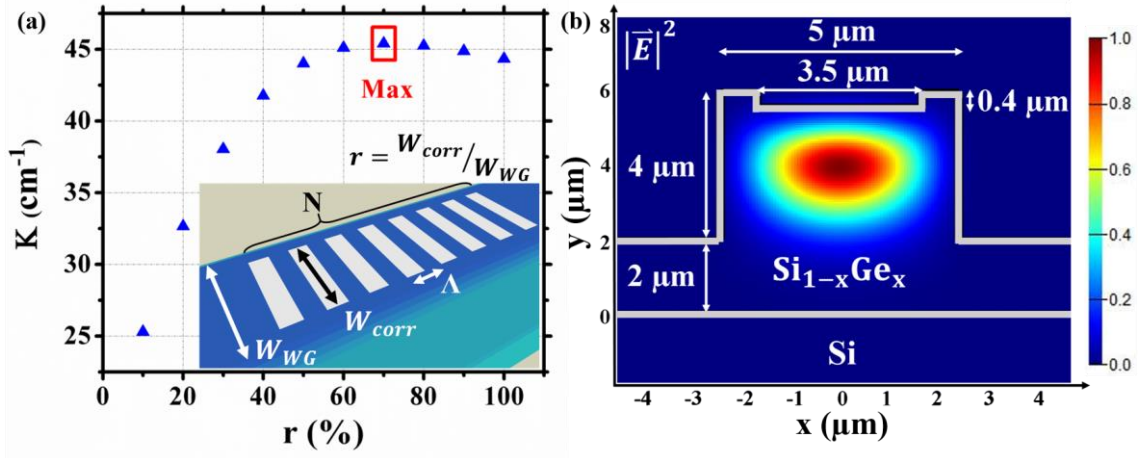 (a)
K (cm⁻¹)
45
40
35
30
25
Max
r = W_corr/W_WG
N
Λ
W_corr
W_WG
0 20 40 60 80 100
r (%)
(b)
|E⃗|²
y (μm)
8
6
4
2
0
5 μm
3.5 μm
0.4 μm
4 μm
2 μm
Si₁₋ₓGeₓ
Si
-4 -3 -2 -1 0 1 2 3 4
x (μm)
1.0
0.8
0.6
0.4
0.2
0.0